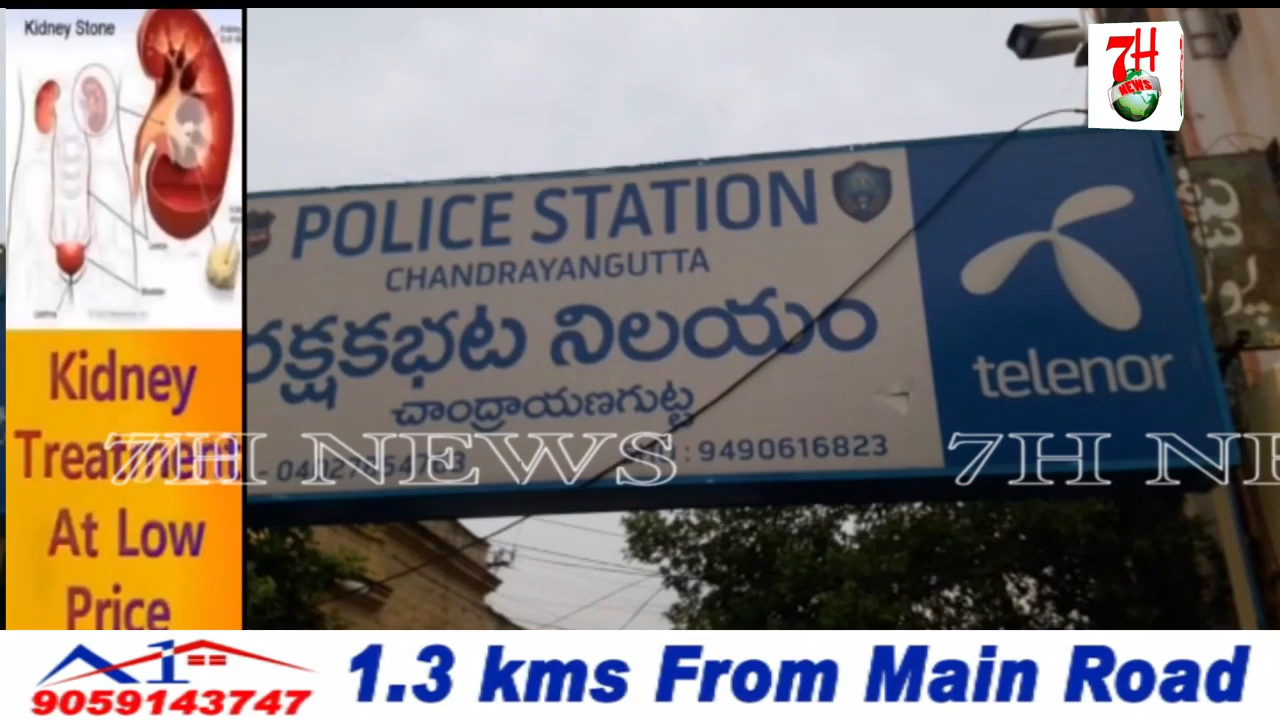 Kidney Stone
7H
NEWS
POLICE STATION
CHANDRAYANGUTTA
రక్షకభట నిలయం
చాంద్రాయణగుట్ట
: 9490616823
telenor
Kidney
Treatment
At Low
Price
7H NEWS
7H NE
A1
9059143747
1.3 kms From Main Road